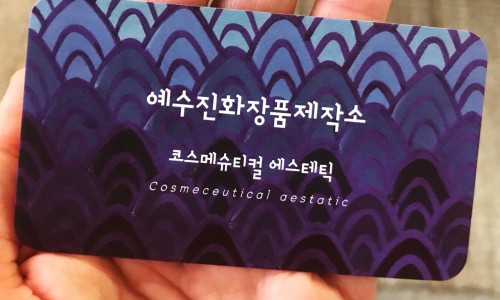 예수진화장품제작소
코스메슈티컬 에스테틱
Cosmeceutical aestatic